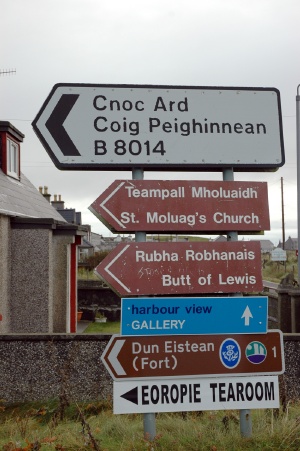 Cnoc Ard
Coig Peighinnean
B 8014
Teampall Mholuaidh
St. Moluag's Church
Rubha Robhanais
Butt of Lewis
harbour view
GALLERY
Dun Eistean
(Fort)
1
EOROPIE TEAROOM